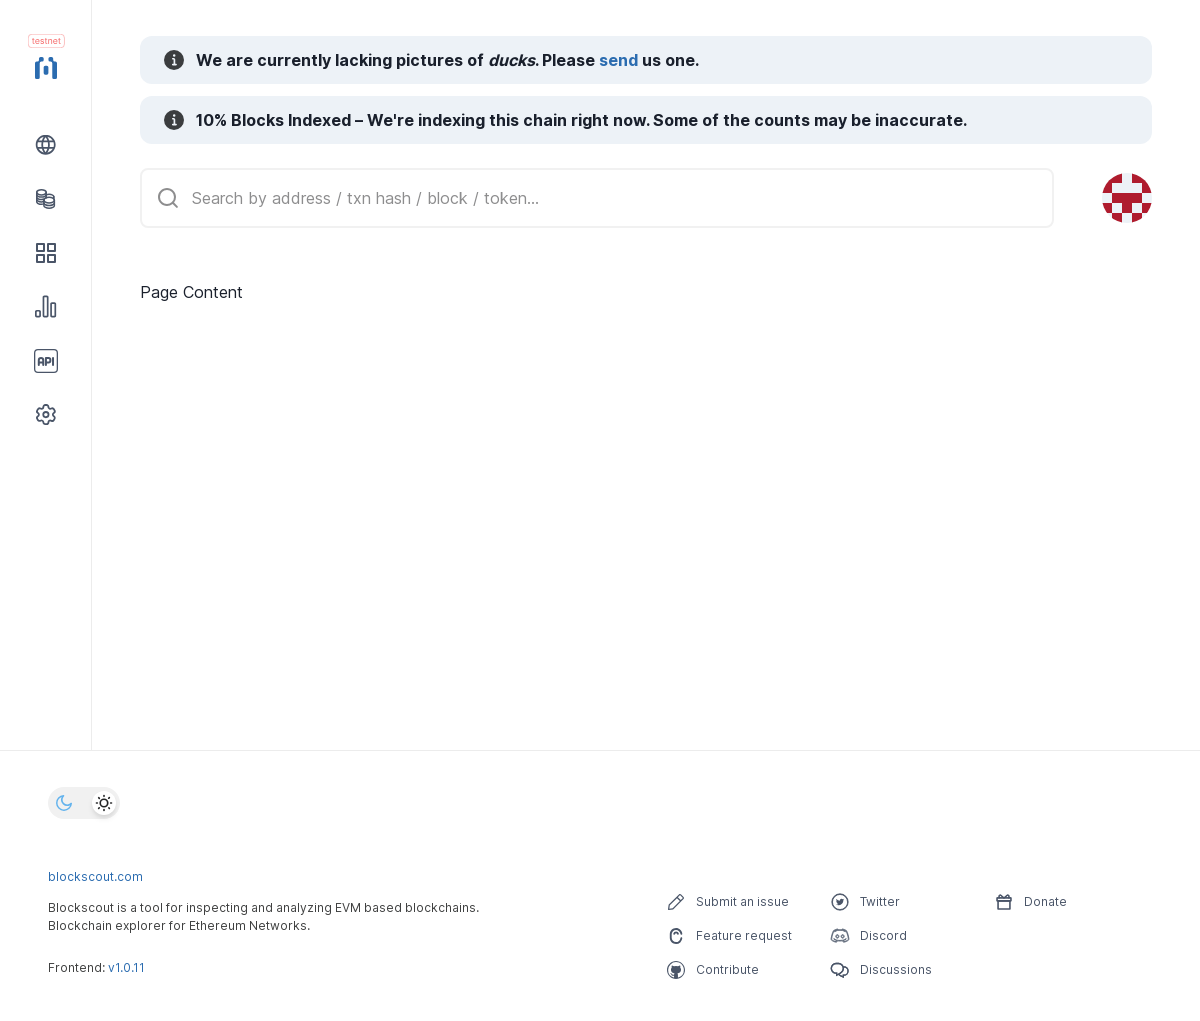 testnet
We are currently lacking pictures of ducks. Please send us one.
10% Blocks Indexed – We're indexing this chain right now. Some of the counts may be inaccurate.
Search by address / txn hash / block / token...
Page Content
API
blockscout.com
Blockscout is a tool for inspecting and analyzing EVM based blockchains.
Blockchain explorer for Ethereum Networks.
Frontend: v1.0.11
Submit an issue
Feature request
Contribute
Twitter
Discord
Discussions
Donate